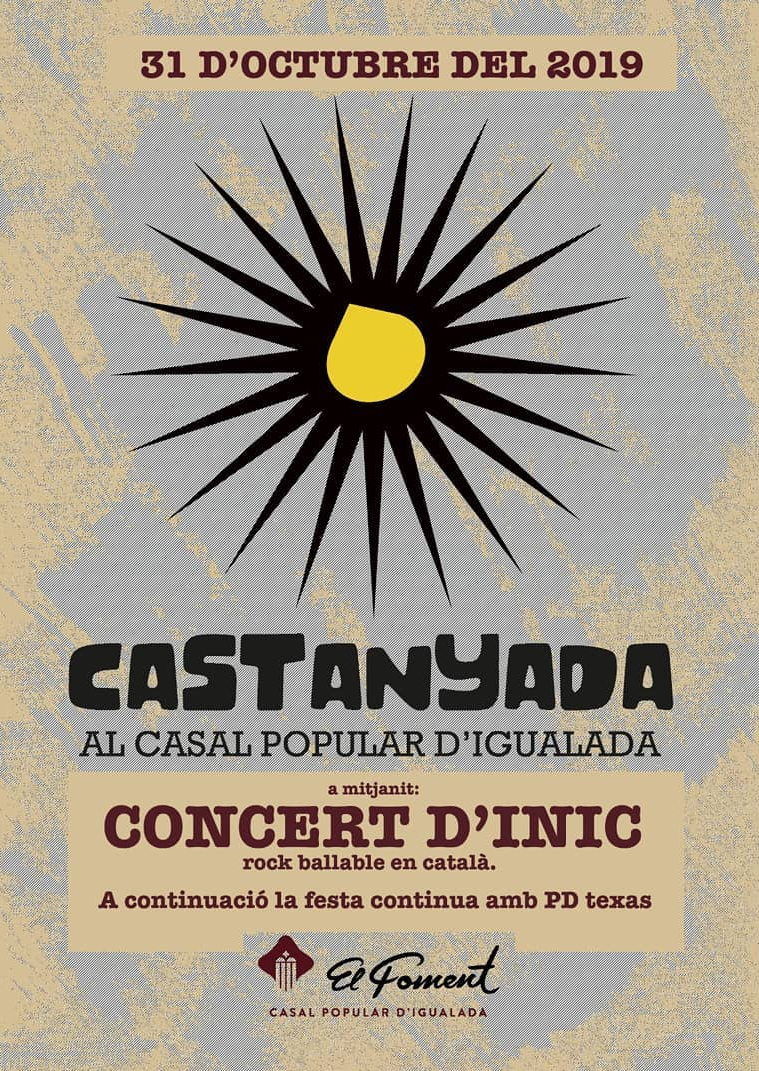 31 D'OCTUBRE DEL 2019
CASTANYADA
AL CASAL POPULAR D'IGUALADA
a mitjanit:
CONCERT D'INIC
rock ballable en català.
A continuació la festa continua amb PD texas
El Foment
CASAL POPULAR D'IGUALADA